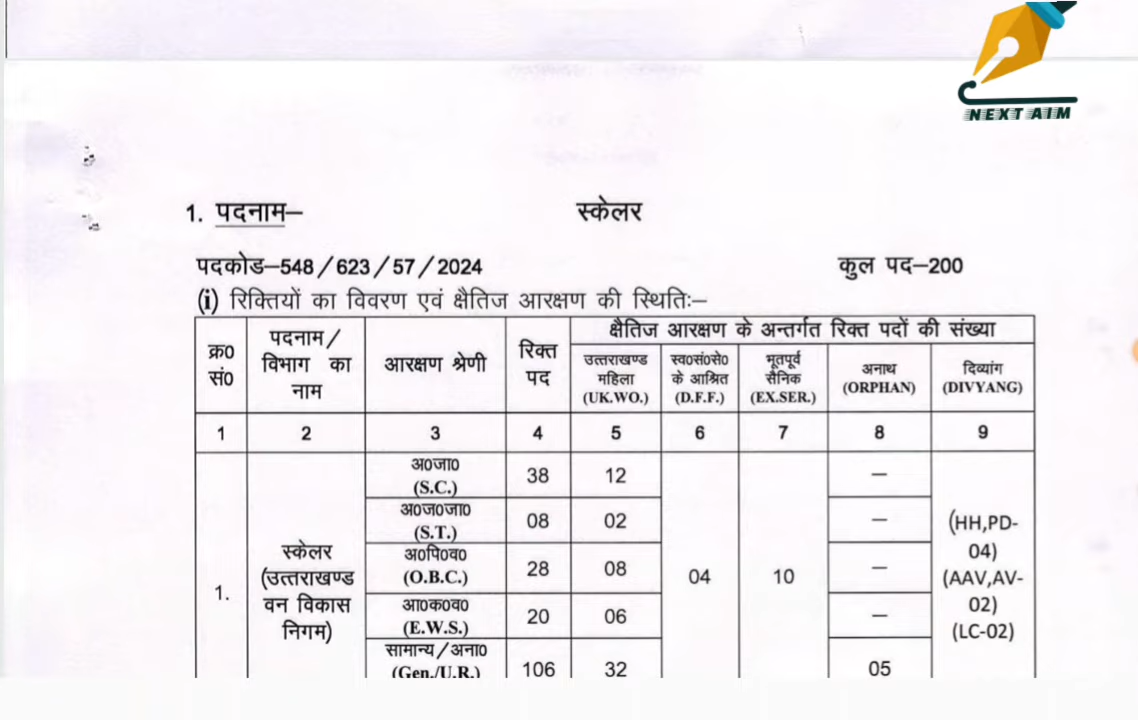 NEXT AIM
1. पदनाम–
स्केलर
पदकोड–548/623/57/2024
कुल पद–200
(i) रिक्तियों का विवरण एवं क्षैतिज आरक्षण की स्थितिः–
क्र0 सं0
पदनाम/ विभाग का नाम
आरक्षण श्रेणी
रिक्त पद
क्षैतिज आरक्षण के अन्तर्गत रिक्त पदों की संख्या
उत्तराखण्ड महिला (UK.WO.)
स्व0सं0से0 के आश्रित (D.F.F.)
भूतपूर्व सैनिक (EX.SER.)
अनाथ (ORPHAN)
दिव्यांग (DIVYANG)
1 2 3 4 5 6 7 8 9
1.
स्केलर
(उत्तराखण्ड
वन विकास
निगम)
अ0जा0
(S.C.) 38 12 –
अ0ज0जा0
(S.T.) 08 02 –
अ0पि0व0
(O.B.C.) 28 08 –
आ0क0व0
(E.W.S.) 20 06 –
सामान्य/अना0
(Gen./U.R.) 106 32 05
04
10
(HH,PD-
04)
(AAV,AV-
02)
(LC-02)